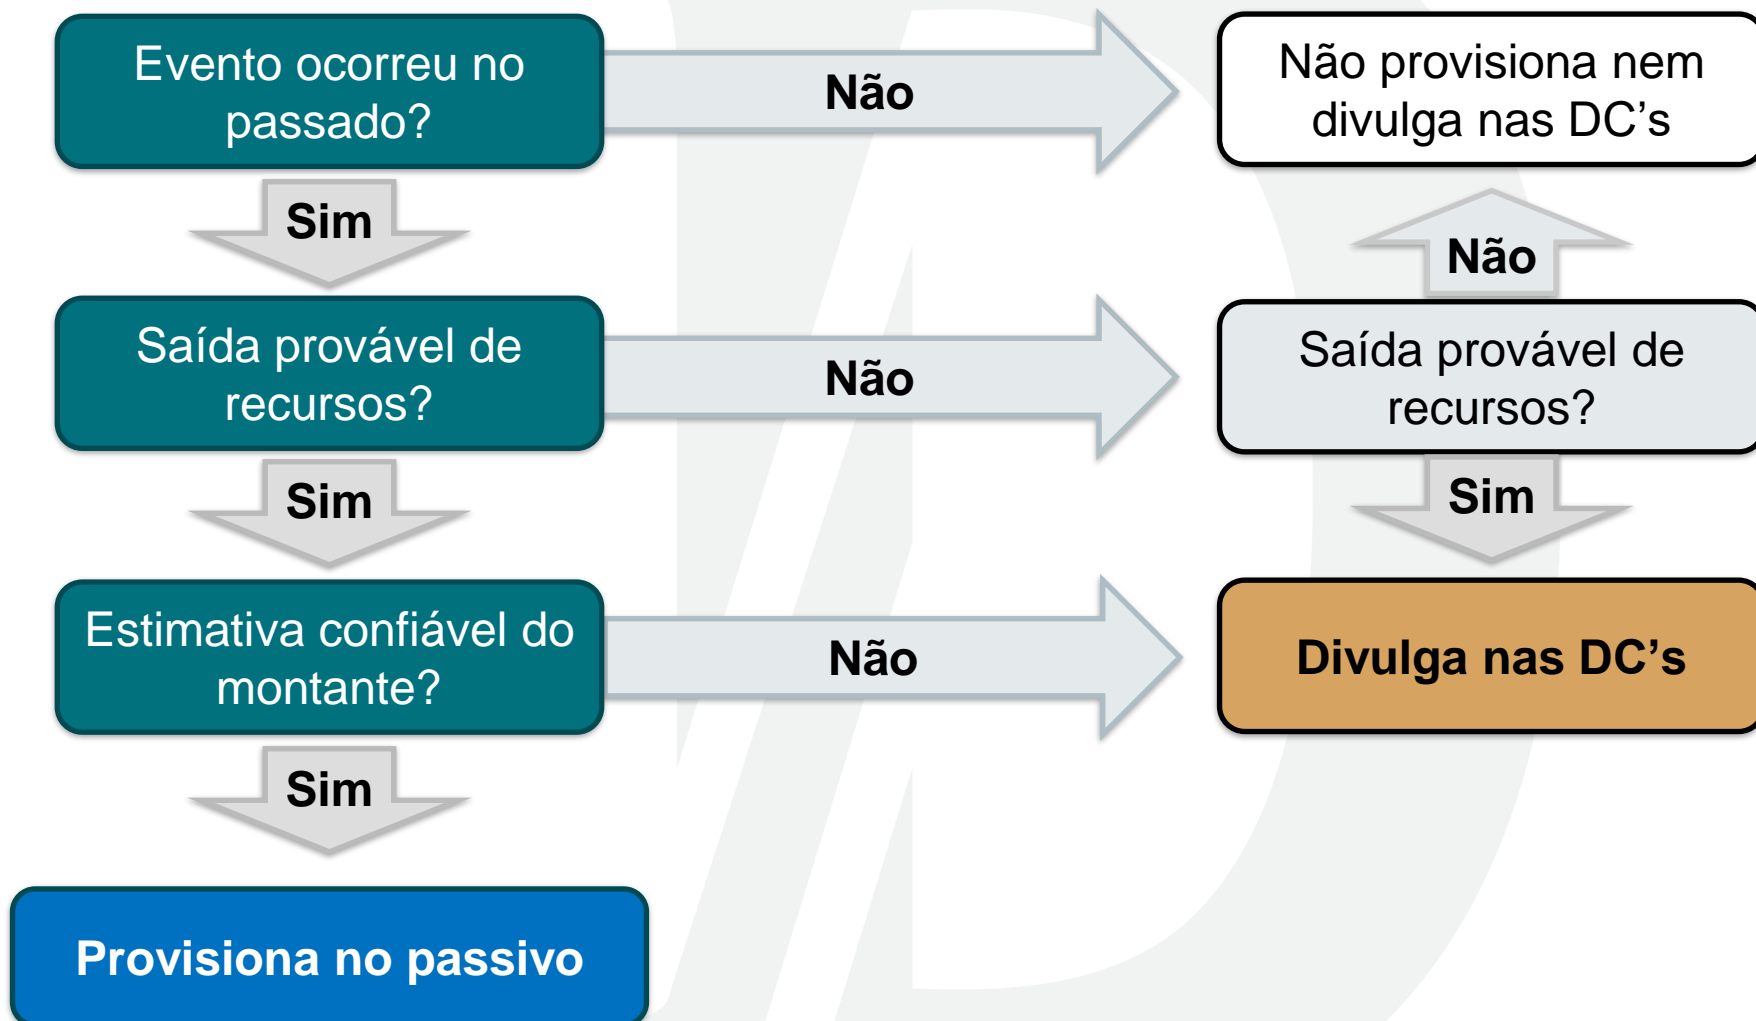 Evento ocorreu no
passado?
Não
Não provisiona nem
divulga nas DC’s
Sim
Não
Saída provável de
recursos?
Não
Saída provável de
recursos?
Sim
Sim
Estimativa confiável do
montante?
Não
Divulga nas DC’s
Sim
Provisiona no passivo